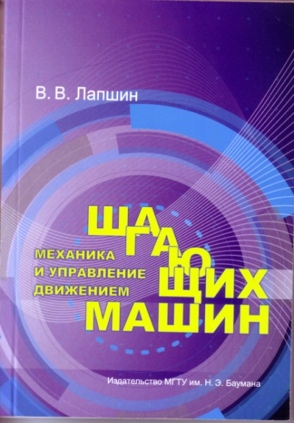 В. В. Лапшин
МЕХАНИКА
И УПРАВЛЕНИЕ
ДВИЖЕНИЕМ
ШАГАЮЩИХ
МАШИН
Издательство МГТУ им. Н. Э. Баумана